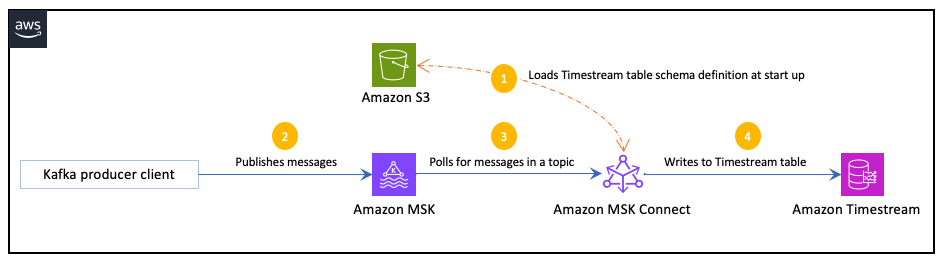 aws
1
Loads Timestream table schema definition at start up
Amazon S3
2
3
4
Publishes messages
Polls for messages in a topic
Writes to Timestream table
Kafka producer client
K
Amazon MSK
Amazon MSK Connect
Amazon Timestream